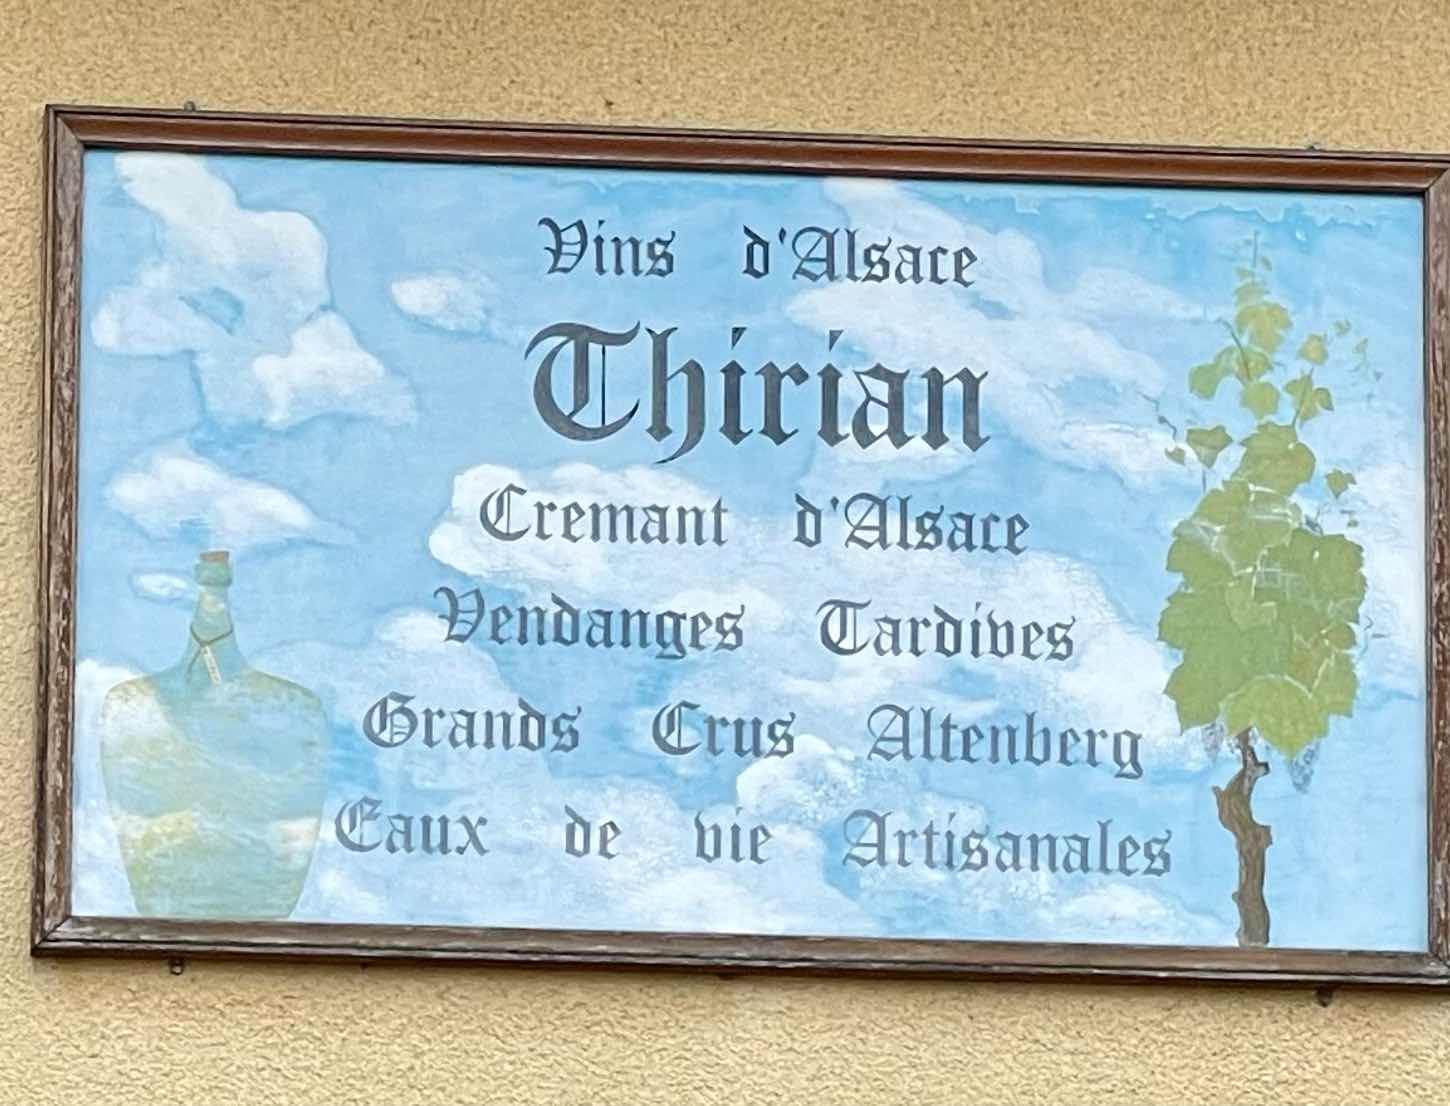 Vins d'Alsace
Thirian
Cremant d'Alsace
Vendanges Tardives
Grands Crus Altenberg
Eaux de vie Artisanales